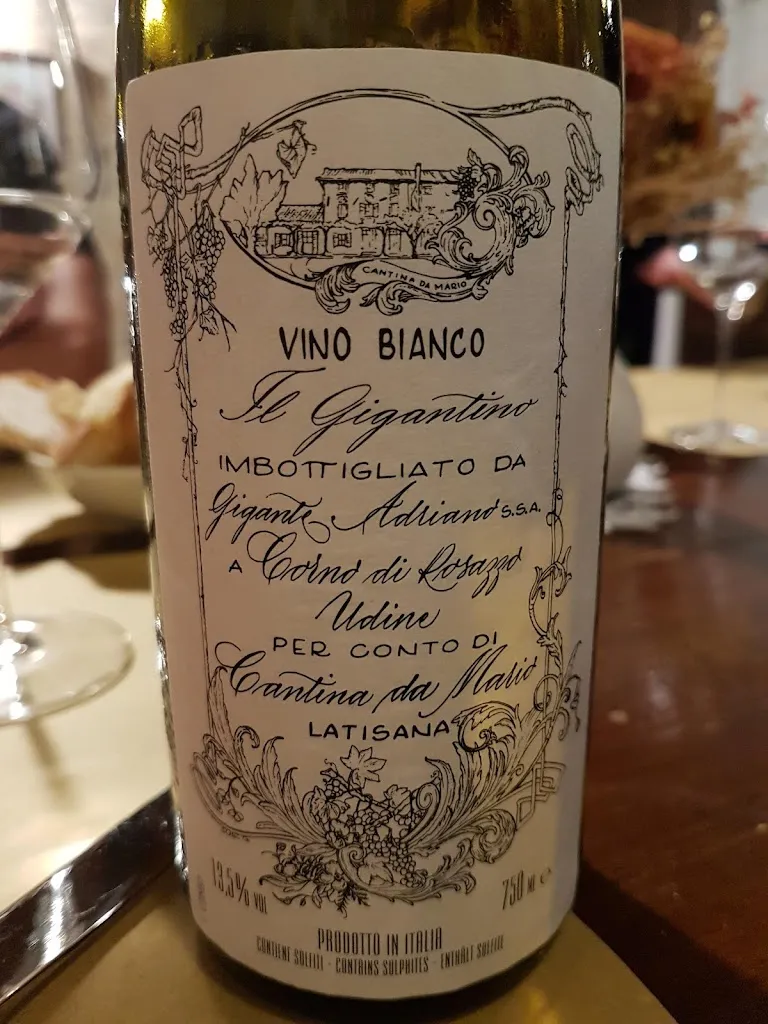 CANTINA DA MARIO
VINO BIANCO
Il Gigantino
IMBOTTIGLIATO DA
Gigante Adriano S.S.A.
A Corno di Rosazzo
Udine
PER CONTO DI
Cantina da Mario
LATISANA
13,5% VOL
750 ML e
PRODOTTO IN ITALIA
CONTIENE SOLFITI - CONTAINS SULPHITES - ENTHÄLT SULFITE